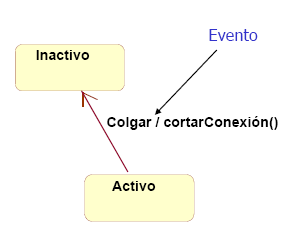 Evento
Inactivo
Colgar / cortarConexión()
Activo